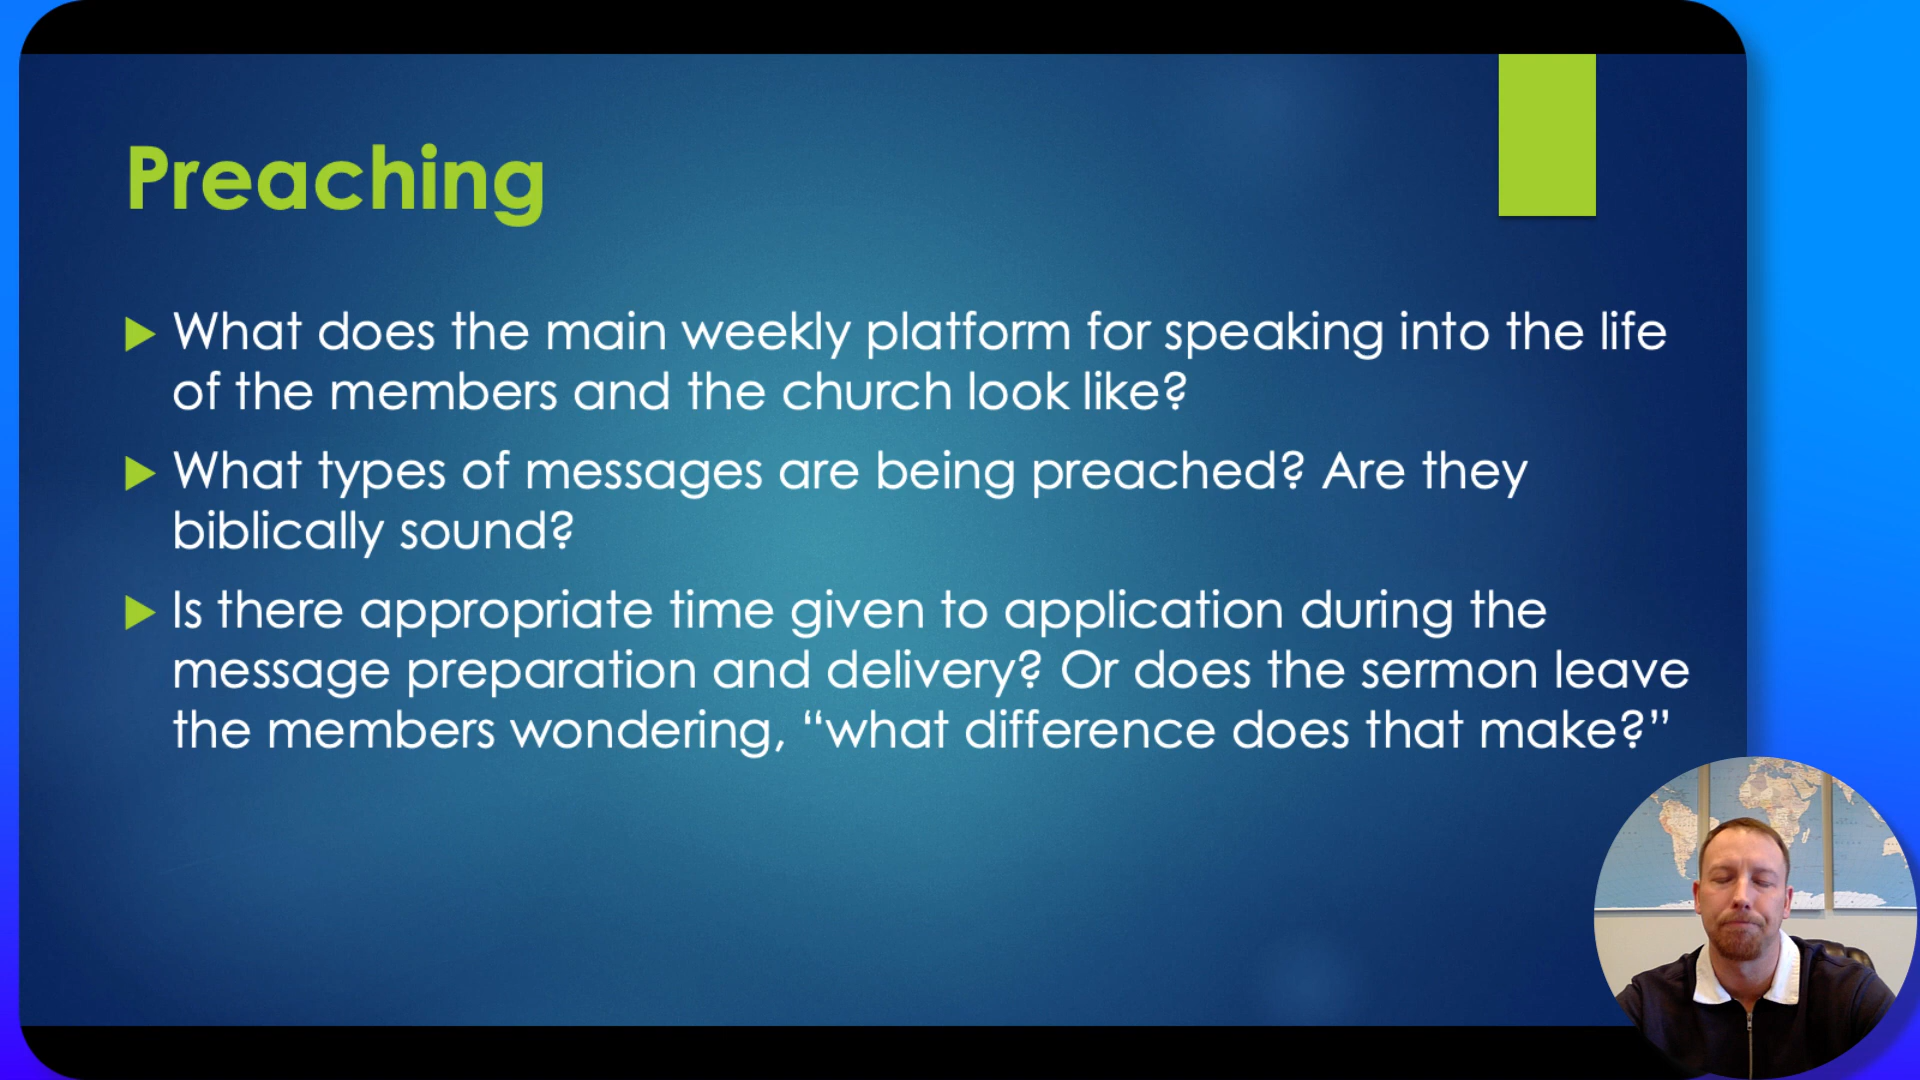 Preaching
What does the main weekly platform for speaking into the life
of the members and the church look like?
What types of messages are being preached? Are they
biblically sound?
Is there appropriate time given to application during the
message preparation and delivery? Or does the sermon leave
the members wondering, “what difference does that make?”